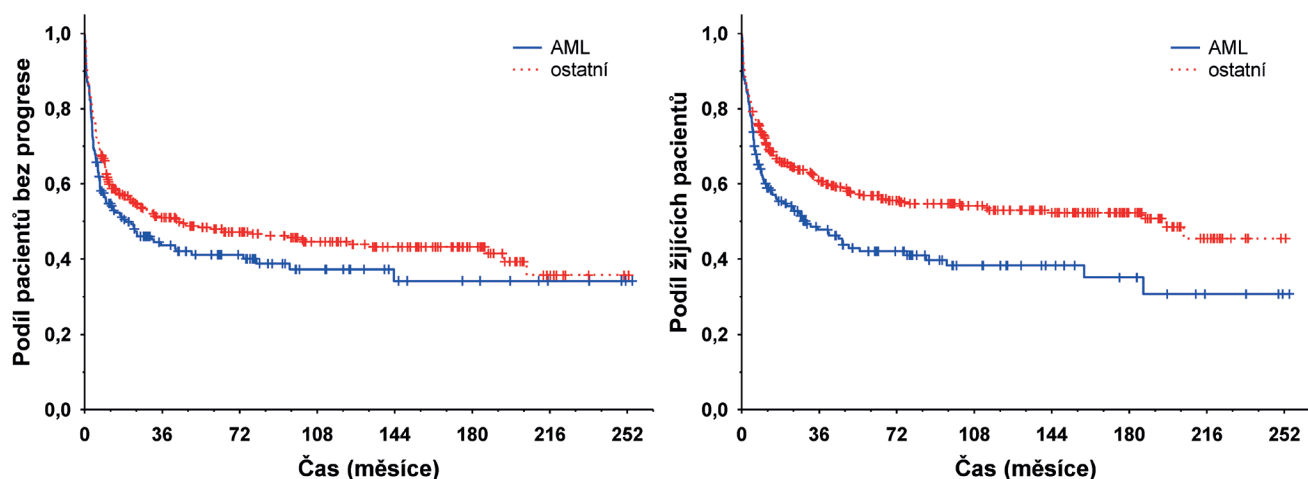 Podíl pacientů bez progrese
1,0
0,8
0,6
0,4
0,2
0,0
AML
ostatní
0 36 72 108 144 180 216 252
Čas (měsíce)
Podíl žijících pacientů
1,0
0,8
0,6
0,4
0,2
0,0
AML
ostatní
0 36 72 108 144 180 216 252
Čas (měsíce)